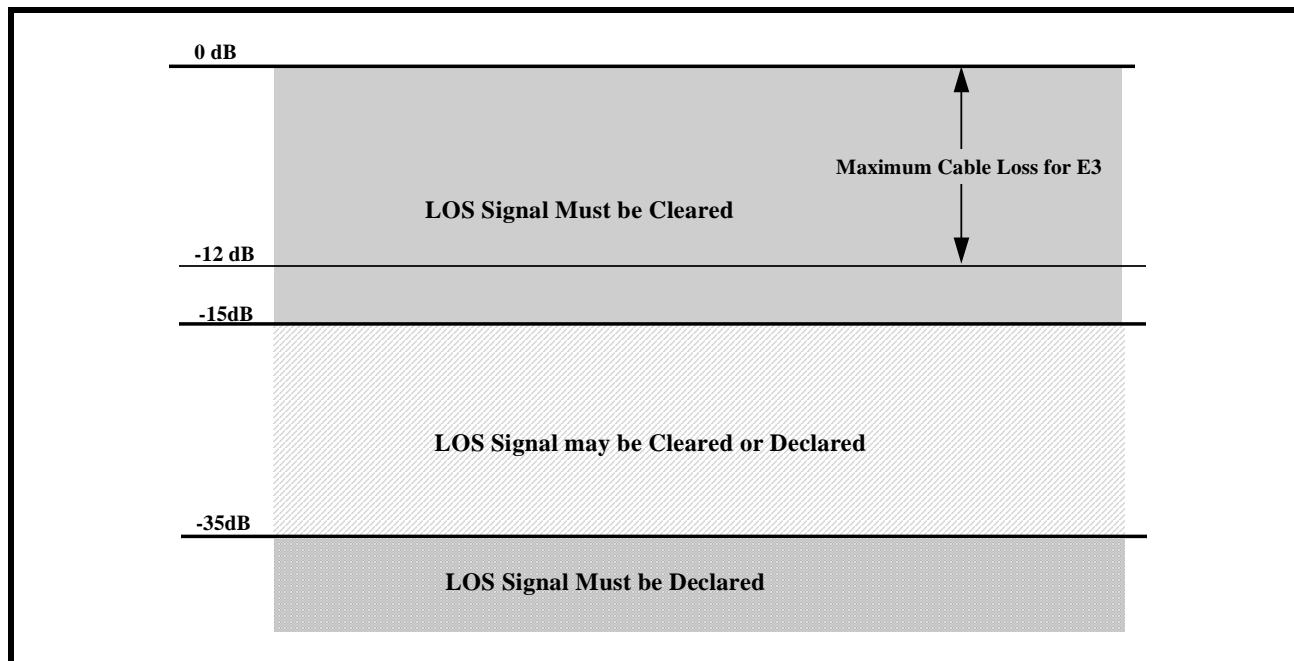 0 dB
Maximum Cable Loss for E3
LOS Signal Must be Cleared
-12 dB
-15dB
LOS Signal may be Cleared or Declared
-35dB
LOS Signal Must be Declared